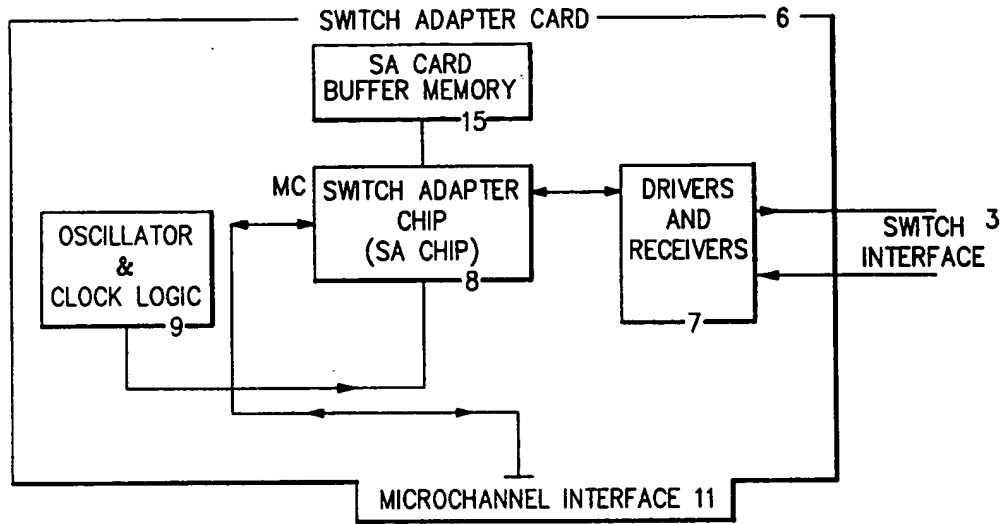 SWITCH ADAPTER CARD 6
SA CARD
BUFFER MEMORY
15
MC
SWITCH ADAPTER
CHIP
(SA CHIP)
8
DRIVERS
AND
RECEIVERS
7
SWITCH 3
INTERFACE
OSCILLATOR
&
CLOCK LOGIC
9
MICROCHANNEL INTERFACE 11